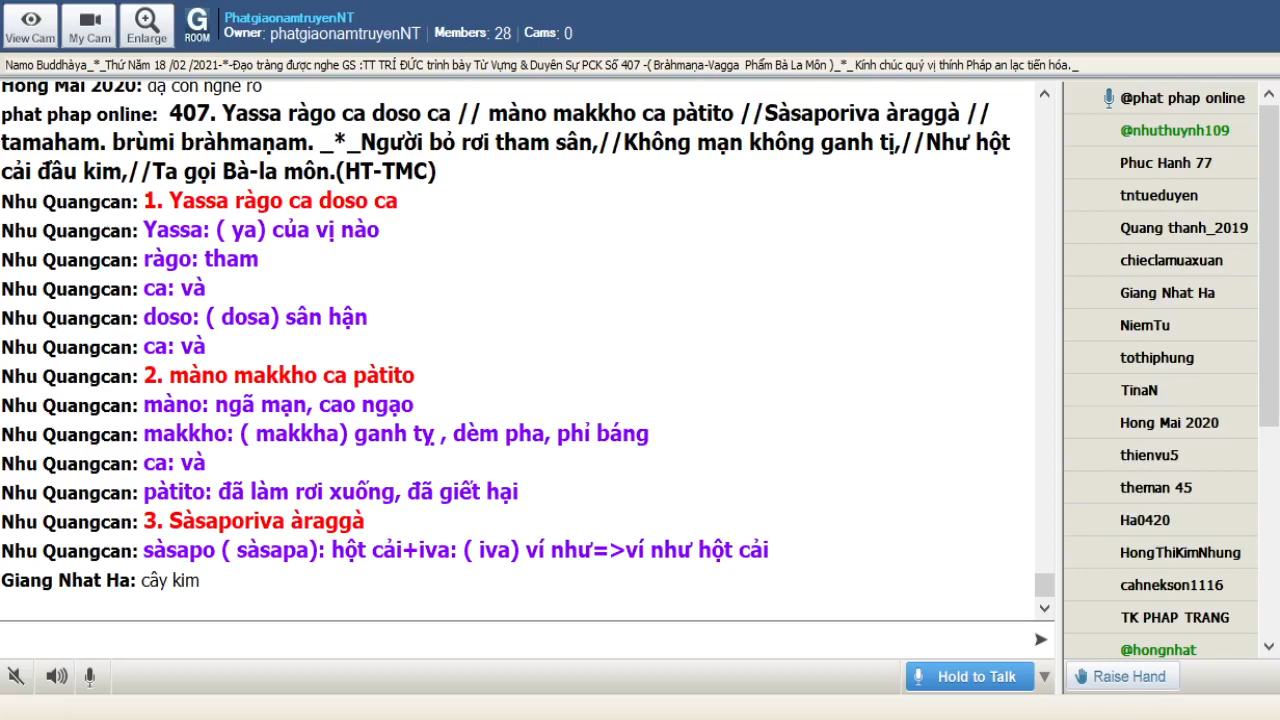 View Cam
My Cam
Enlarge
G
ROOM
PhatgiaonamtruyenNT
Owner: phatgiaonamtruyenNT | Members: 28 | Cams: 0
Namo Buddhàya_*_Thứ Năm 18 /02 /2021-*-Đạo tràng được nghe GS :TT TRÍ ĐỨC trình bày Từ Vựng & Duyên Sự PCK Số 407 -( Bràhmaṇa-Vagga Phẩm Bà La Môn )_*_ Kính chúc quý vị thính Pháp an lạc tiến hóa._
Hong Mai 2020: dạ con nghe rõ
phat phap online: 407. Yassa ràgo ca doso ca // màno makkho ca pàtito //Sàsaporiva àraggà //
tamaham. brùmi bràhmaṇam. _*_Người bỏ rơi tham sân,//Không mạn không ganh tị,//Như hột
cải đầu kim,//Ta gọi Bà-la môn.(HT-TMC)
Nhu Quangcan: 1. Yassa ràgo ca doso ca
Nhu Quangcan: Yassa: ( ya) của vị nào
Nhu Quangcan: ràgo: tham
Nhu Quangcan: ca: và
Nhu Quangcan: doso: ( dosa) sân hận
Nhu Quangcan: ca: và
Nhu Quangcan: 2. màno makkho ca pàtito
Nhu Quangcan: màno: ngã mạn, cao ngạo
Nhu Quangcan: makkho: ( makkha) ganh tỵ , dèm pha, phỉ báng
Nhu Quangcan: ca: và
Nhu Quangcan: pàtito: đã làm rơi xuống, đã giết hại
Nhu Quangcan: 3. Sàsaporiva àraggà
Nhu Quangcan: sàsapo ( sàsapa): hột cải+iva: ( iva) ví như=>ví như hột cải
Giang Nhat Ha: cây kim
@phat phap online
@nhuthuynh109
Phuc Hanh 77
tntueduyen
Quang thanh_2019
chieclamuaxuan
Giang Nhat Ha
NiemTu
tothiphung
TinaN
Hong Mai 2020
thienvu5
theman 45
Ha0420
HongThiKimNhung
cahnekson1116
TK PHAP TRANG
@hongnhat
Hold to Talk
Raise Hand